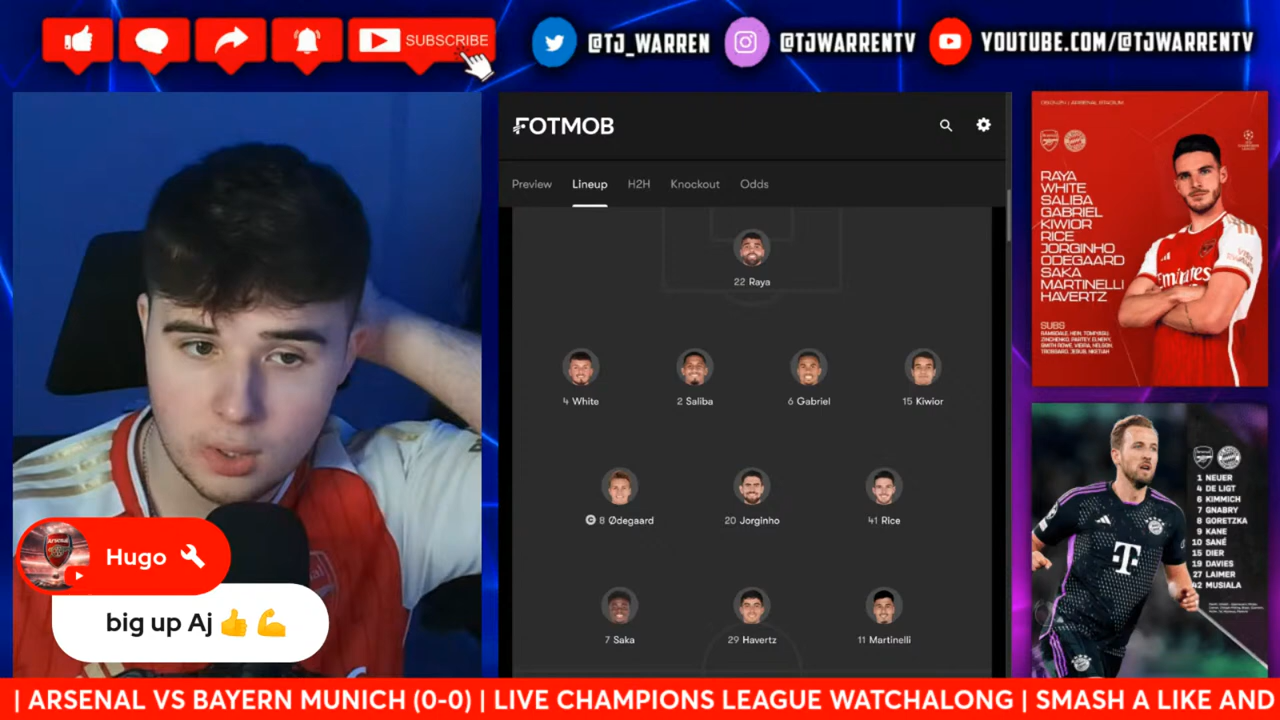 SUBSCRIBE
@TJ_WARREN
@TJWARRENTV
YOUTUBE.COM/@TJWARRENTV
FOTMOB
Preview Lineup H2H Knockout Odds
22 Raya
4 White
2 Saliba
6 Gabriel
15 Kiwior
C 8 Ødegaard
20 Jorginho
41 Rice
7 Saka
29 Havertz
11 Martinelli
RAYA
WHITE
SALIBA
GABRIEL
KIWIOR
RICE
JORGINHO
ODEGAARD
SAKA
MARTINELLI
HAVERTZ
SUBS
Emirates
1 NEUER
4 DE LIGT
6 KIMMICH
7 GNABRY
8 GORETZKA
9 KANE
10 SANÉ
15 DIER
19 DAVIES
27 LAIMER
42 MUSIALA
T
Hugo
big up Aj 👍 💪
| ARSENAL VS BAYERN MUNICH (0-0) | LIVE CHAMPIONS LEAGUE WATCHALONG | SMASH A LIKE AND